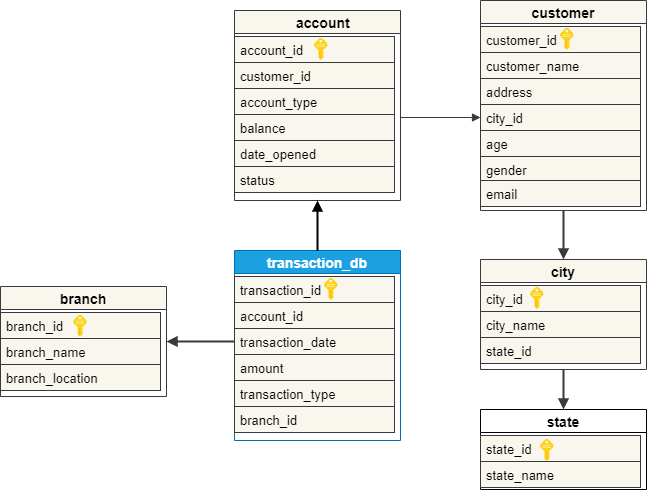 account
account_id
customer_id
account_type
balance
date_opened
status
customer
customer_id
customer_name
address
city_id
age
gender
email
transaction_db
transaction_id
account_id
transaction_date
amount
transaction_type
branch_id
branch
branch_id
branch_name
branch_location
city
city_id
city_name
state_id
state
state_id
state_name